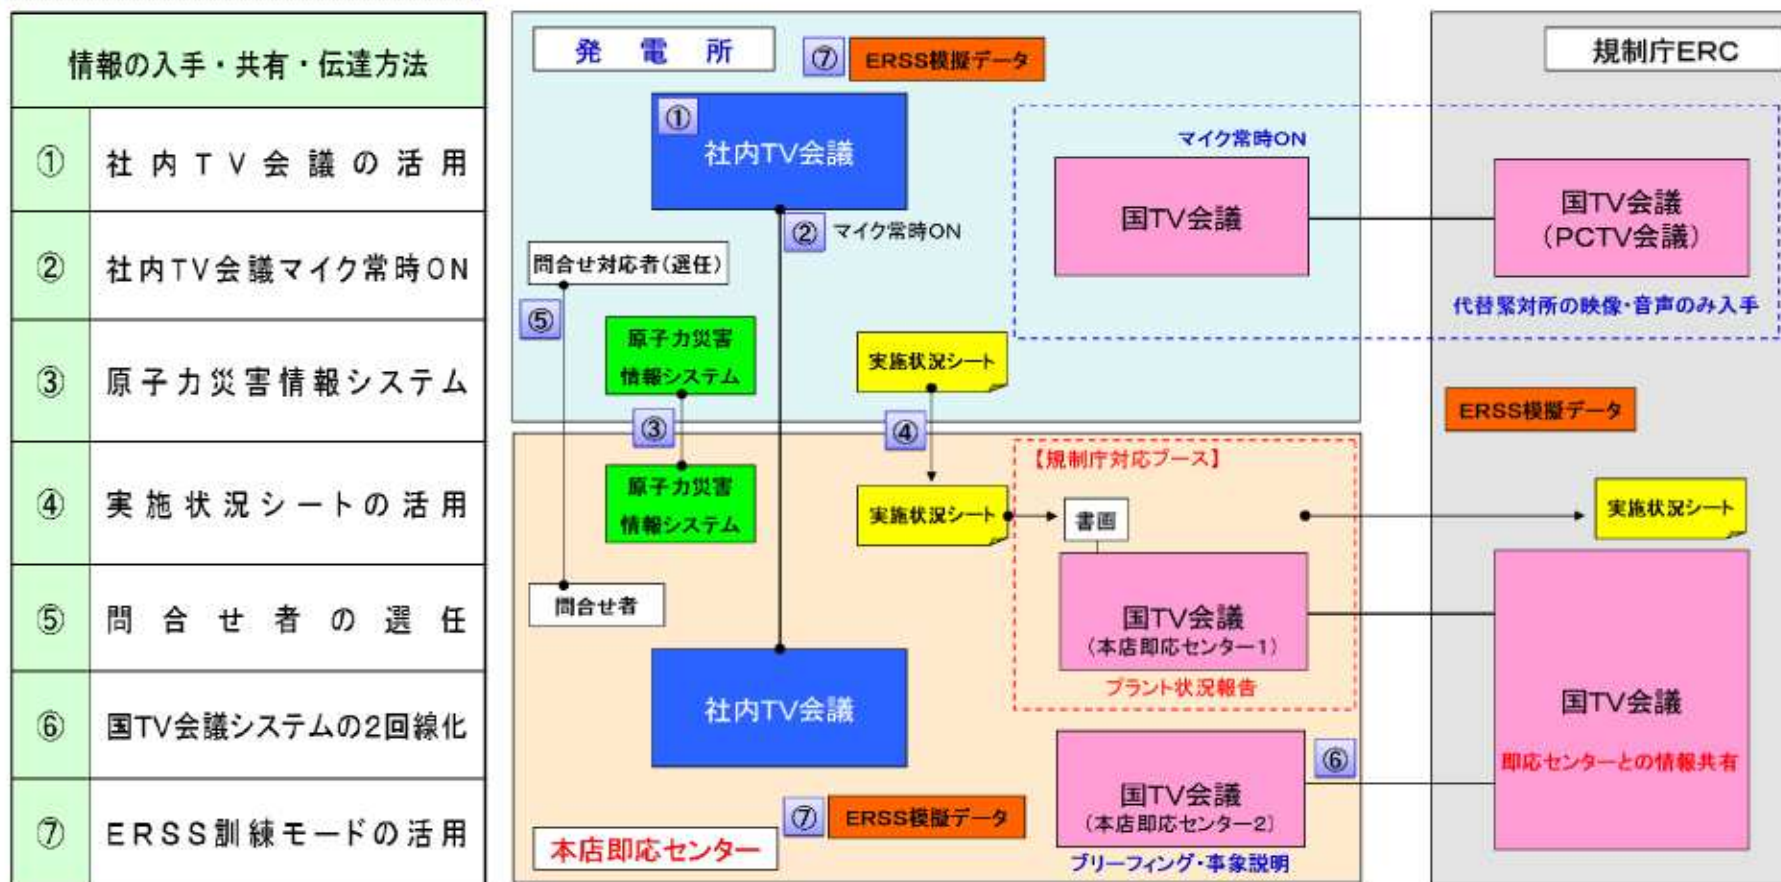 情報の入手・共有・伝達方法
① 社内TV会議の活用
② 社内TV会議マイク常時ON
③ 原子力災害情報システム
④ 実施状況シートの活用
⑤ 問合せ者の選任
⑥ 国TV会議システムの2回線化
⑦ ERSS訓練モードの活用
発電所
⑦ ERSS模擬データ
①
社内TV会議
② マイク常時ON
問合せ対応者(選任)
⑤
原子力災害
情報システム
実施状況シート
マイク常時ON
国TV会議
③
④
原子力災害
情報システム
実施状況シート
問合せ者
社内TV会議
⑦ ERSS模擬データ
本店即応センター
【規制庁対応ブース】
書画
国TV会議
(本店即応センター1)
プラント状況報告
国TV会議
(本店即応センター2)
⑥
ブリーフィング・事象説明
規制庁ERC
国TV会議
(PCTV会議)
代替緊対所の映像・音声のみ入手
ERSS模擬データ
実施状況シート
国TV会議
即応センターとの情報共有